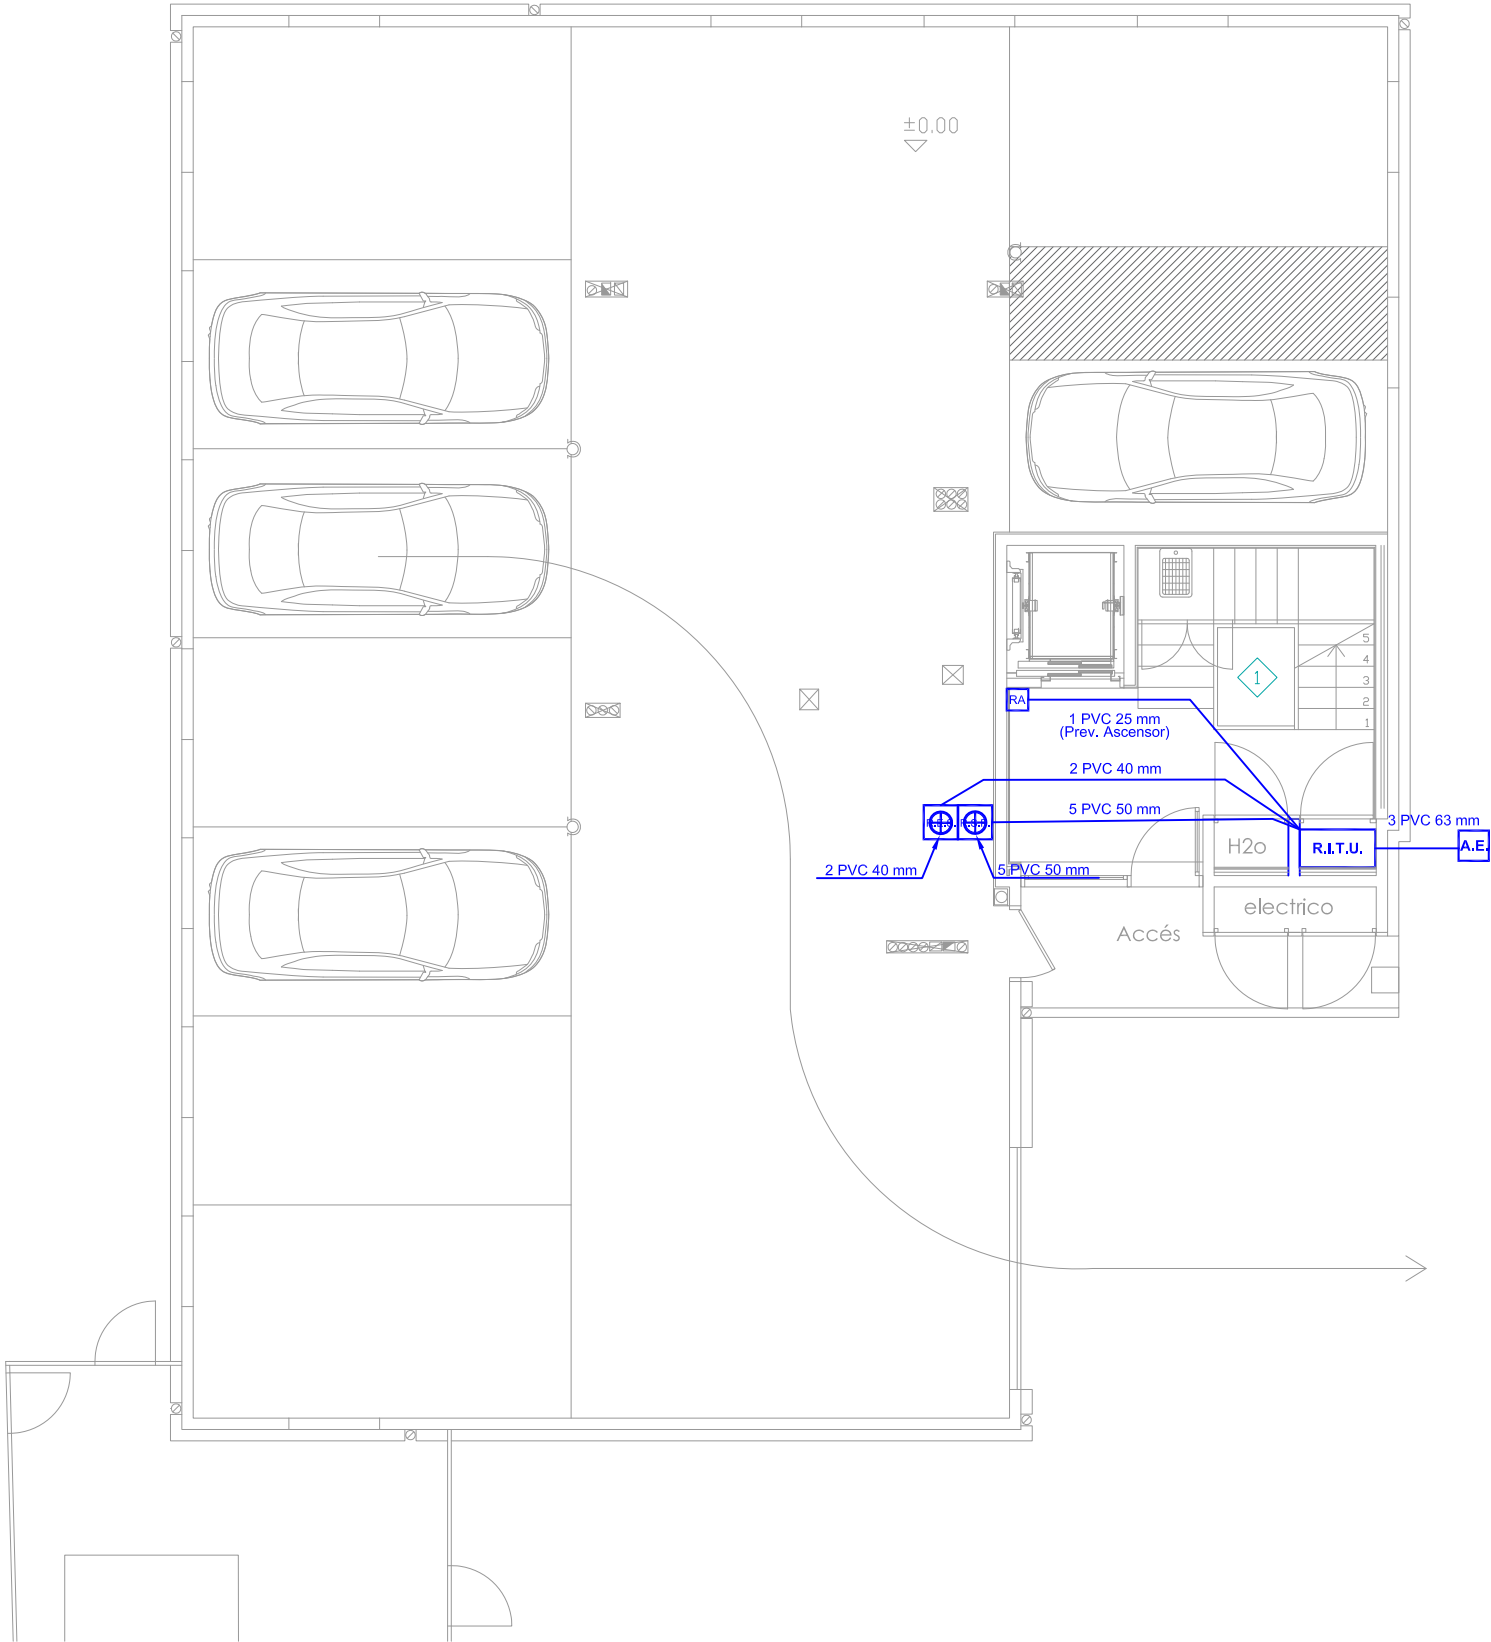 ±0.00
5
4
3
2
1
1
RA
1 PVC 25 mm
(Prev. Ascensor)
2 PVC 40 mm
5 PVC 50 mm
3 PVC 63 mm
H2o
R.I.T.U.
A.E.
2 PVC 40 mm
5 PVC 50 mm
electrico
Accés